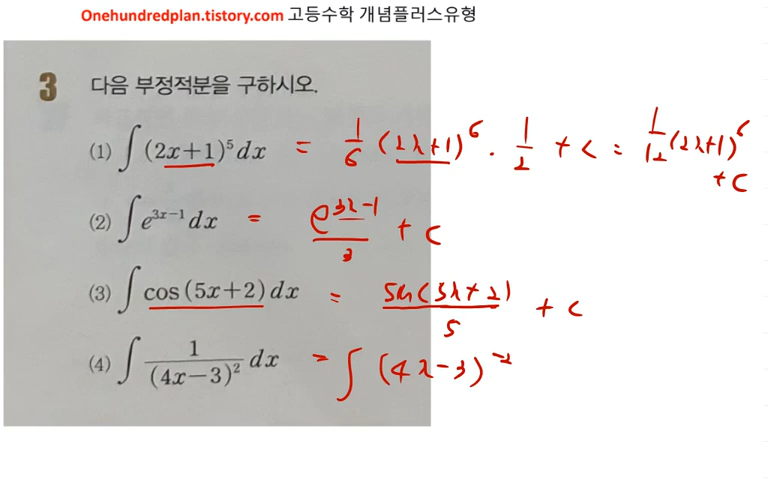 Onehundredplan.tistory.com 고등수학 개념플러스유형
3 다음 부정적분을 구하시오.
(1) ∫(2x+1)⁵dx = 1/6 (2x+1)⁶ · 1/2 + C = 1/12 (2x+1)⁶ + C
(2) ∫e^{3x-1}dx = e^{3x-1}/3 + C
(3) ∫cos(5x+2)dx = sin(5x+2)/5 + C
(4) ∫1/(4x-3)² dx = ∫(4x-3)⁻²